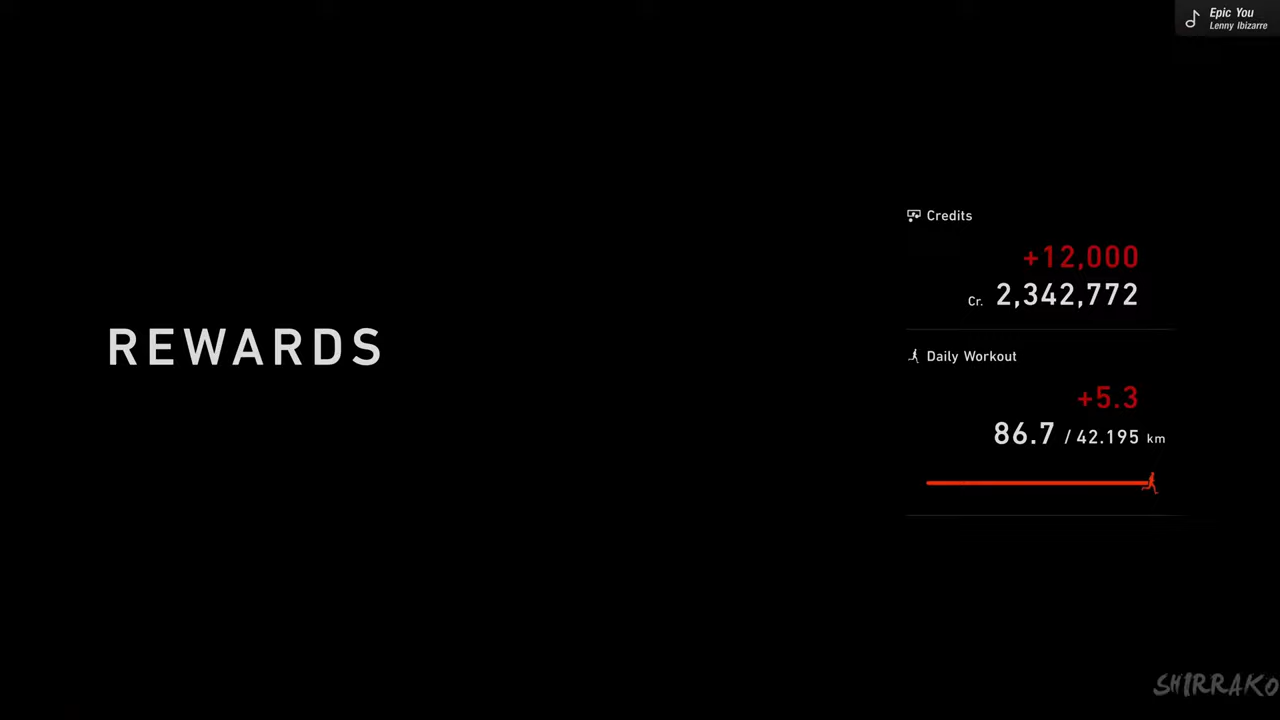 Epic You
Lenny Ibizarre
Credits
+12,000
Cr. 2,342,772
REWARDS
Daily Workout
+5.3
86.7 / 42.195 km
SHIRRAKO